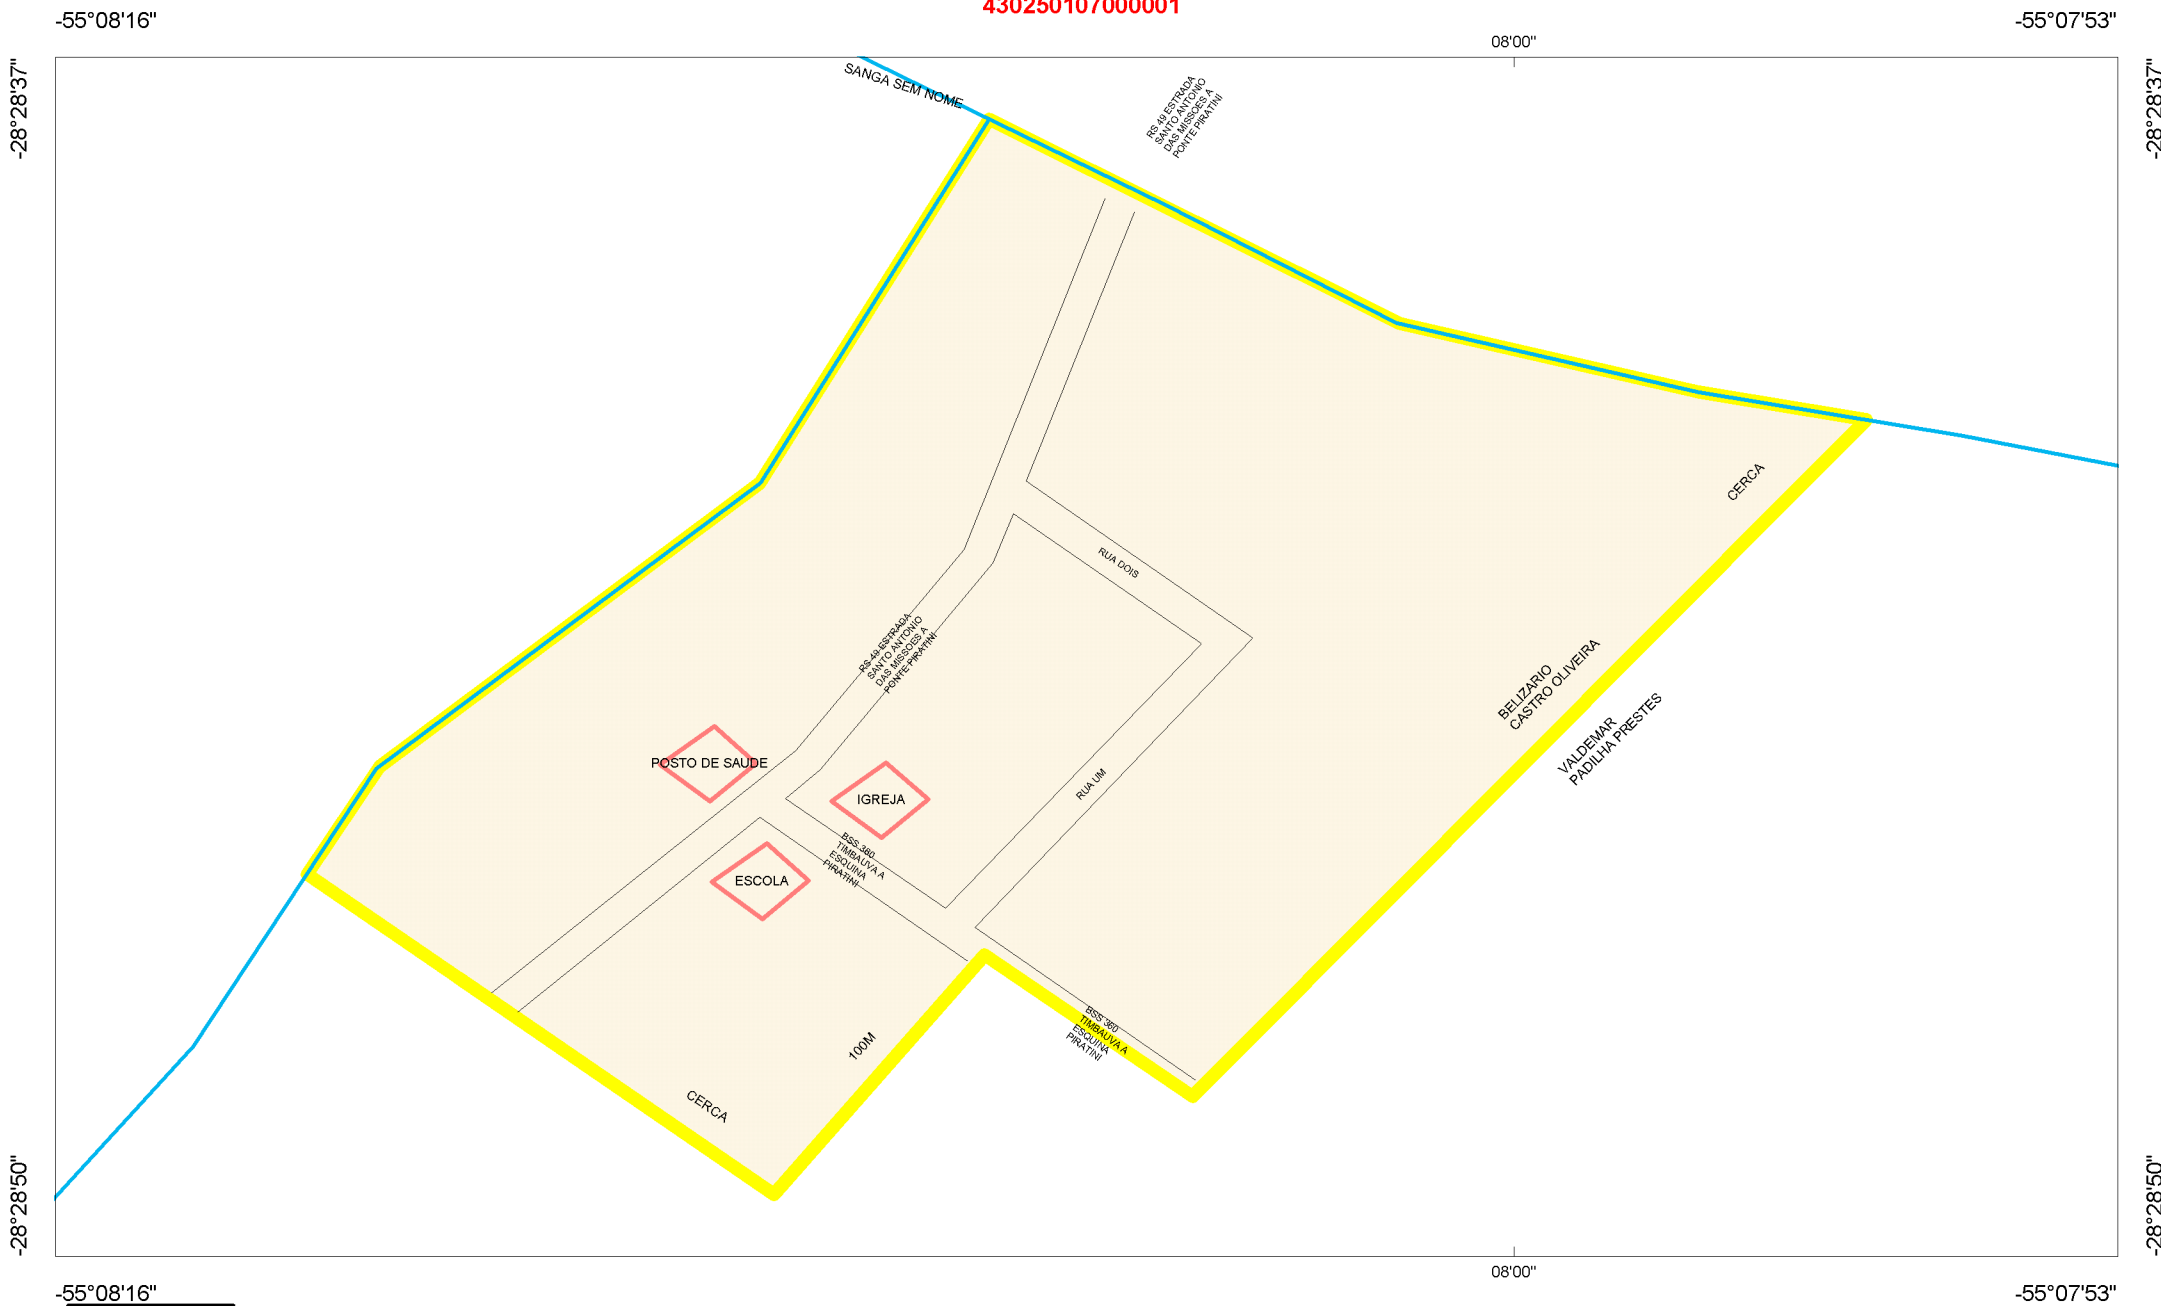 430250107000001
-55°08'16"
-55°07'53"
08'00"
-28°28'37"
-28°28'37"
SANGA SEM NOME
RS 49 ESTRADA
SANTO ANTONIO
DAS MISSOES A
PONTE PIRATINI
CERCA
RUA DOIS
RS 49 ESTRADA
SANTO ANTONIO
DAS MISSOES A
PONTE PIRATINI
BELIZARIO
CASTRO OLIVEIRA
VALDEMAR
PADILHA PRESTES
POSTO DE SAUDE
IGREJA
RUA UM
BSS 360
TIMBAUVA A
ESQUINA
PIRATINI
ESCOLA
BSS 360
TIMBAUVA A
ESQUINA
PIRATINI
100M
CERCA
-28°28'50"
-28°28'50"
08'00"
-55°08'16"
-55°07'53"